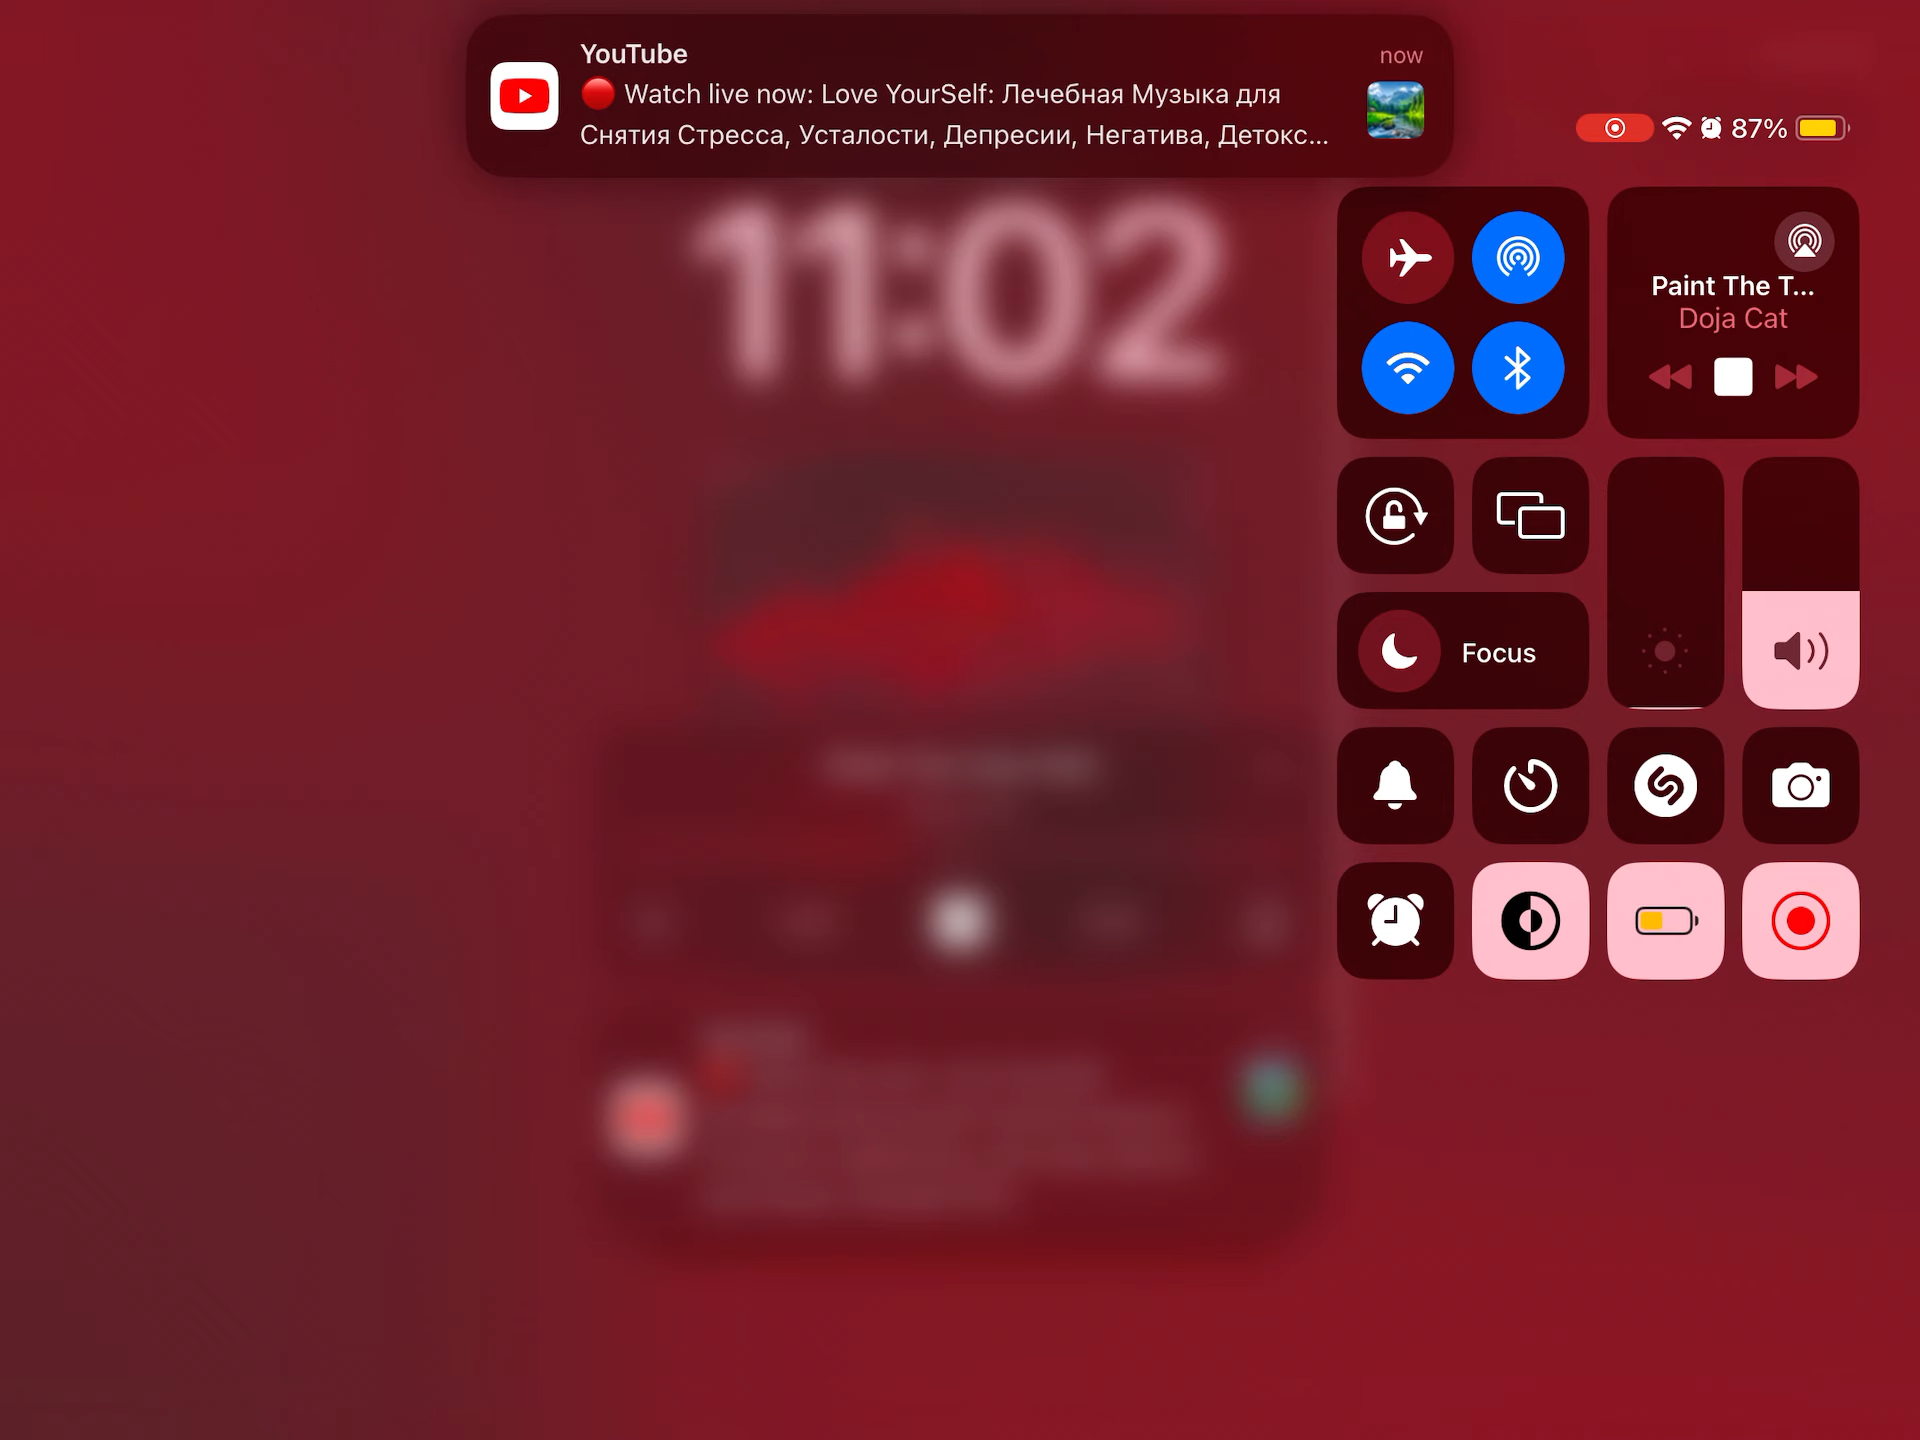 YouTube
now
🔴 Watch live now: Love YourSelf: Лечебная Музыка для
Снятия Стресса, Усталости, Депресии, Негатива, Детокс...
87%
11:02
Paint The T...
Doja Cat
Focus